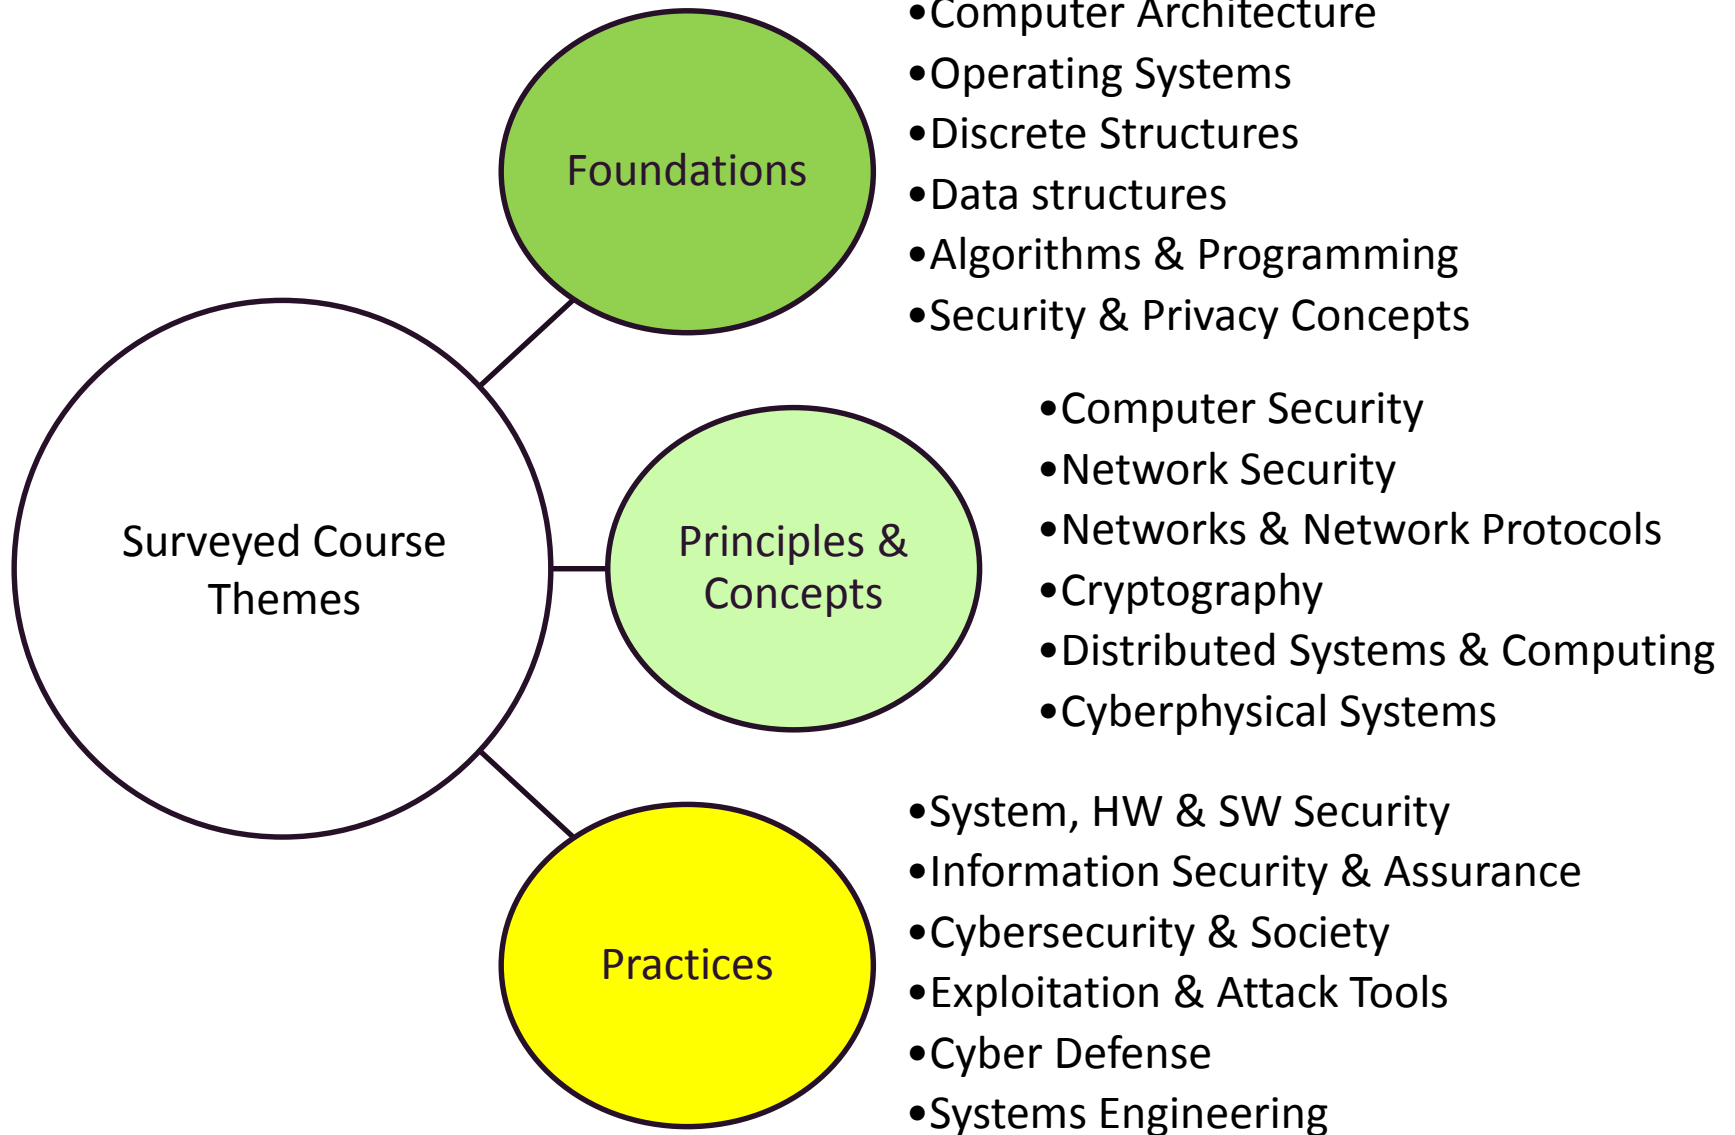 Surveyed Course
Themes
Foundations
•Computer Architecture
•Operating Systems
•Discrete Structures
•Data structures
•Algorithms & Programming
•Security & Privacy Concepts
Principles &
Concepts
•Computer Security
•Network Security
•Networks & Network Protocols
•Cryptography
•Distributed Systems & Computing
•Cyberphysical Systems
Practices
•System, HW & SW Security
•Information Security & Assurance
•Cybersecurity & Society
•Exploitation & Attack Tools
•Cyber Defense
•Systems Engineering